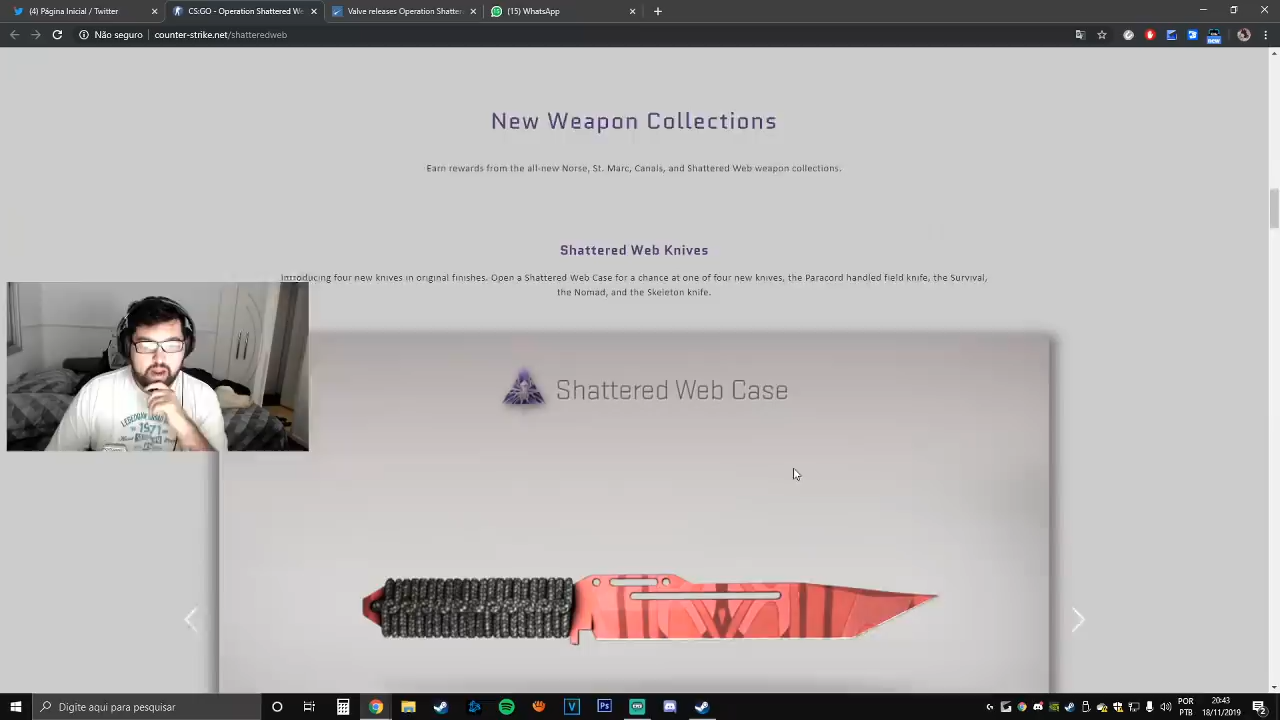 (4) Página Inicial / Twitter
CS:GO - Operation Shattered We
Valve releases Operation Shatter
(15) WhatsApp
Não seguro
counter-strike.net/shatteredweb
new
New Weapon Collections
Earn rewards from the all-new Norse, St. Marc, Canals, and Shattered Web weapon collections.
Shattered Web Knives
Introducing four new knives in original finishes. Open a Shattered Web Case for a chance at one of four new knives, the Paracord handled field knife, the Survival,
the Nomad, and the Skeleton knife.
Shattered Web Case
1971
Digite aqui para pesquisar
POR
PTB
20:43
18/11/2019